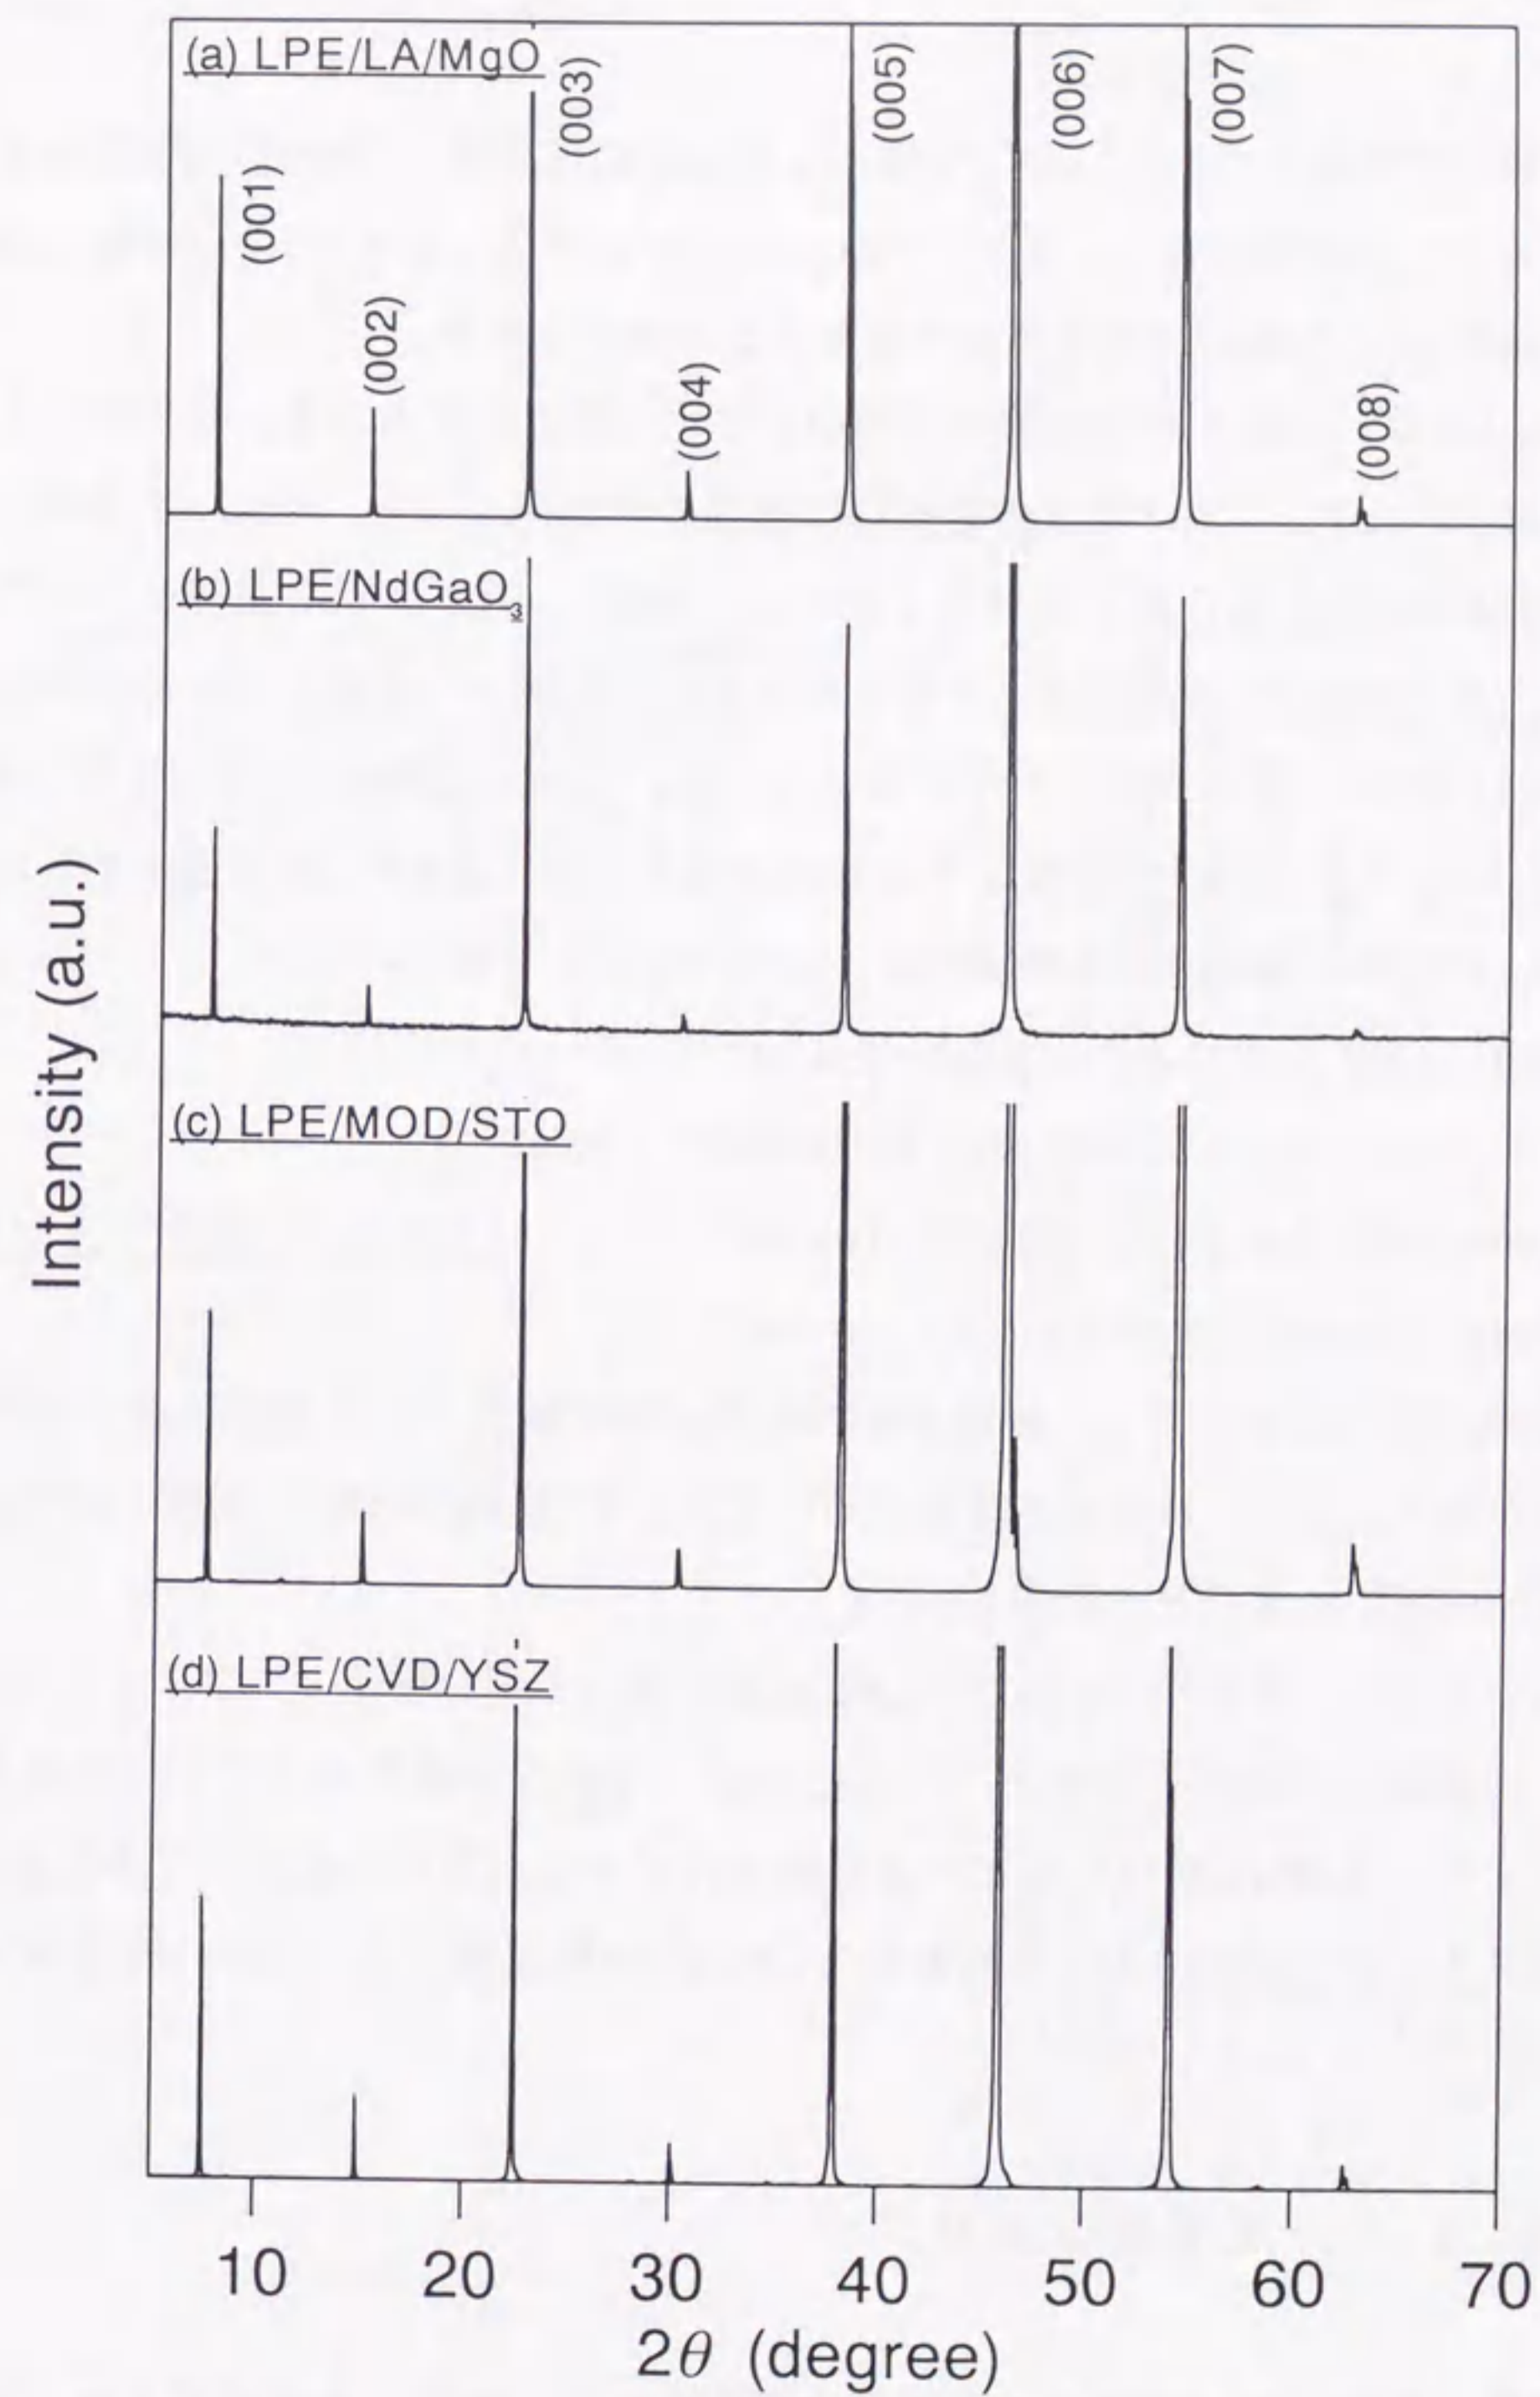 (a) LPE/LA/MgO
(001)
(002)
(003)
(004)
(005)
(006)
(007)
(008)
(b) LPE/NdGaO3
(c) LPE/MOD/STO
(d) LPE/CVD/YSZ
Intensity (a.u.)
10 20 30 40 50 60 70
2θ (degree)